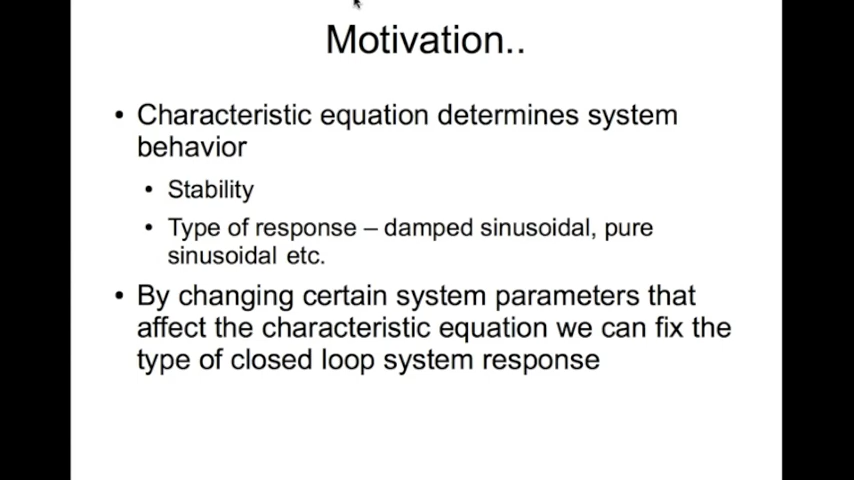 Motivation..
• Characteristic equation determines system
behavior
• Stability
• Type of response – damped sinusoidal, pure
sinusoidal etc.
• By changing certain system parameters that
affect the characteristic equation we can fix the
type of closed loop system response